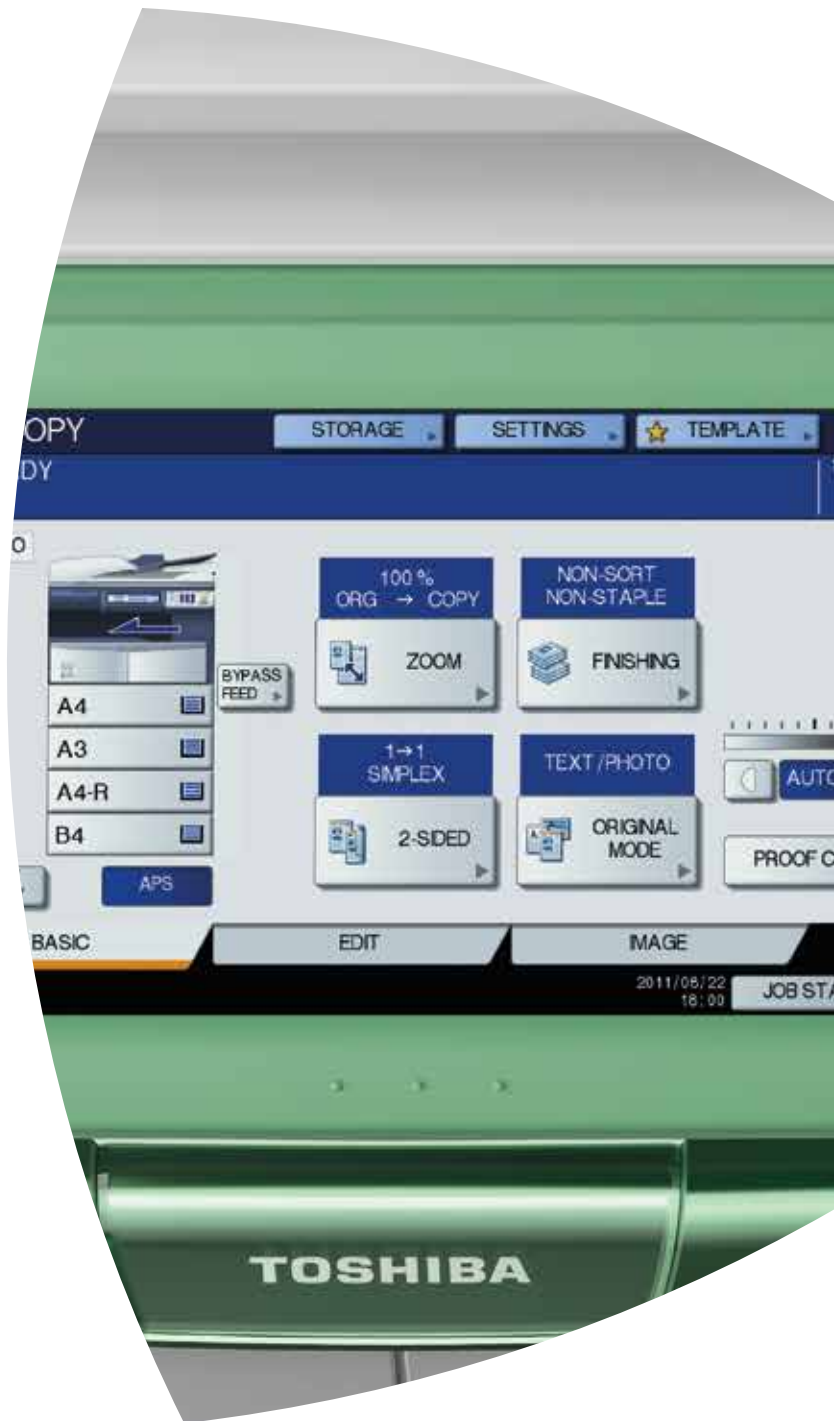 OPY
STORAGE
SETTINGS
TEMPLATE
DY
O
100 %
ORG → COPY
NON-SORT
NON-STAPLE
ZOOM
FINISHING
BYPASS
FEED
A4
A3
A4-R
B4
1→1
SIMPLEX
TEXT/PHOTO
2-SIDED
ORIGINAL
MODE
AUTO
PROOF C
APS
BASIC
EDIT
IMAGE
2011/06/22
16:00
JOB STA
TOSHIBA